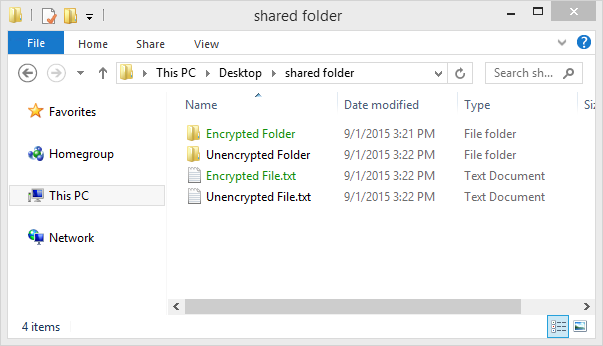 shared folder
File Home Share View
This PC Desktop shared folder Search sh...
Name Date modified Type Siz
Favorites
Homegroup
This PC
Network
Encrypted Folder 9/1/2015 3:21 PM File folder
Unencrypted Folder 9/1/2015 3:22 PM File folder
Encrypted File.txt 9/1/2015 3:22 PM Text Document
Unencrypted File.txt 9/1/2015 3:22 PM Text Document
4 items